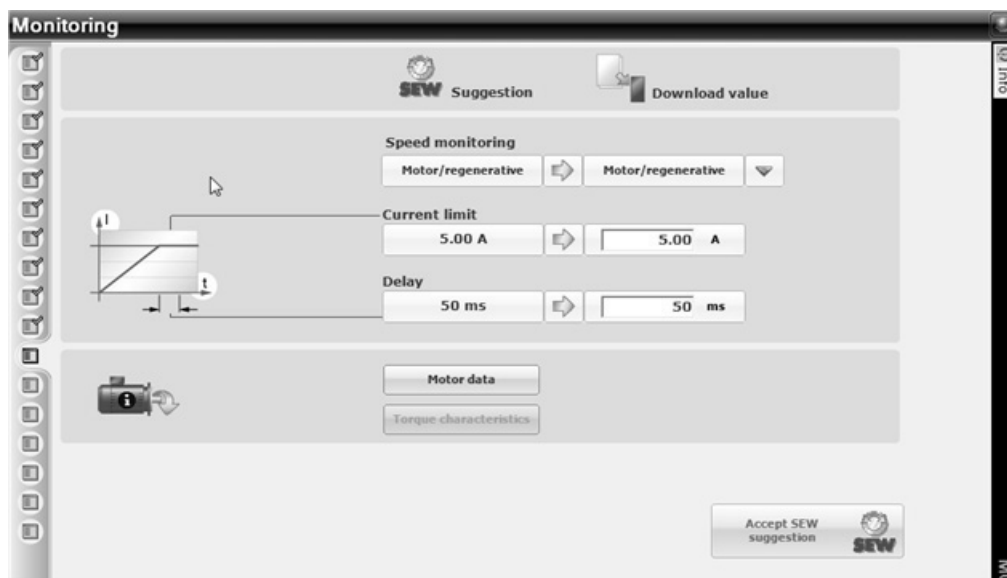 Monitoring
Info
SEW Suggestion
Download value
Speed monitoring
Motor/regenerative
Motor/regenerative
I
Current limit
5.00 A
5.00 A
t
Delay
50 ms
50 ms
i
Motor data
Torque characteristics
Accept SEW suggestion
SEW